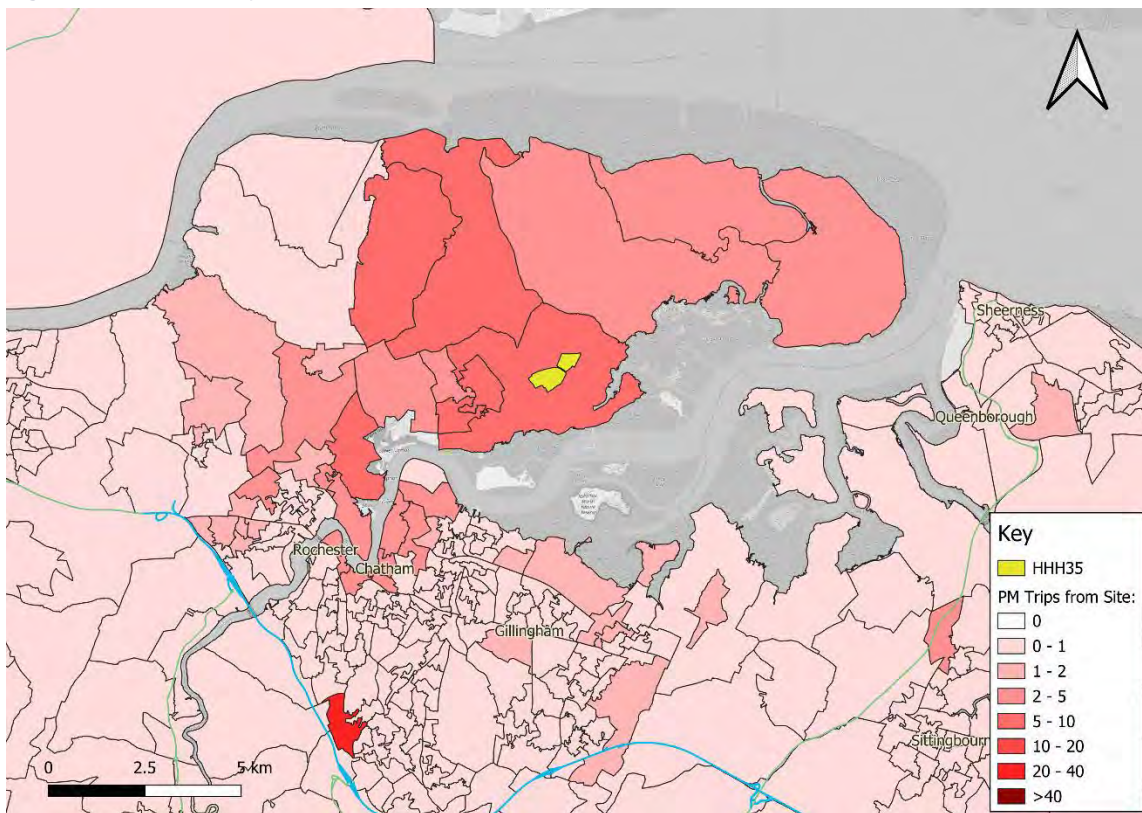 Sheerness
Queenborough
Rochester
Chatham
Gillingham
Sittingbourn
0 2.5 5 km
Key
HHH35
PM Trips from Site:
0
0 - 1
1 - 2
2 - 5
5 - 10
10 - 20
20 - 40
>40